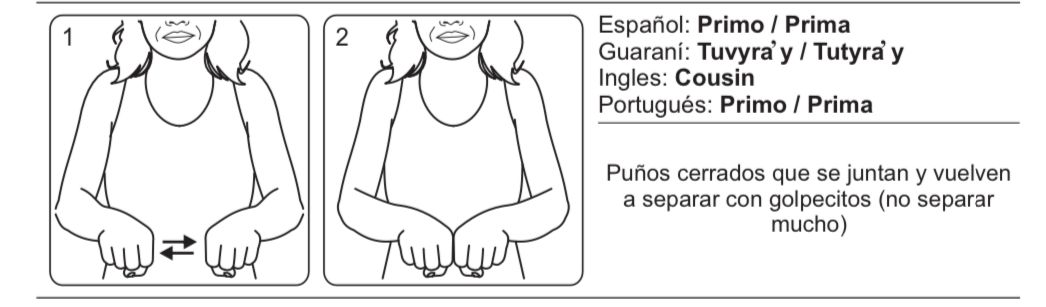 1
2
Español: Primo / Prima
Guaraní: Tuvyra’y / Tutyra’y
Ingles: Cousin
Portugués: Primo / Prima
Puños cerrados que se juntan y vuelven
a separar con golpecitos (no separar
mucho)